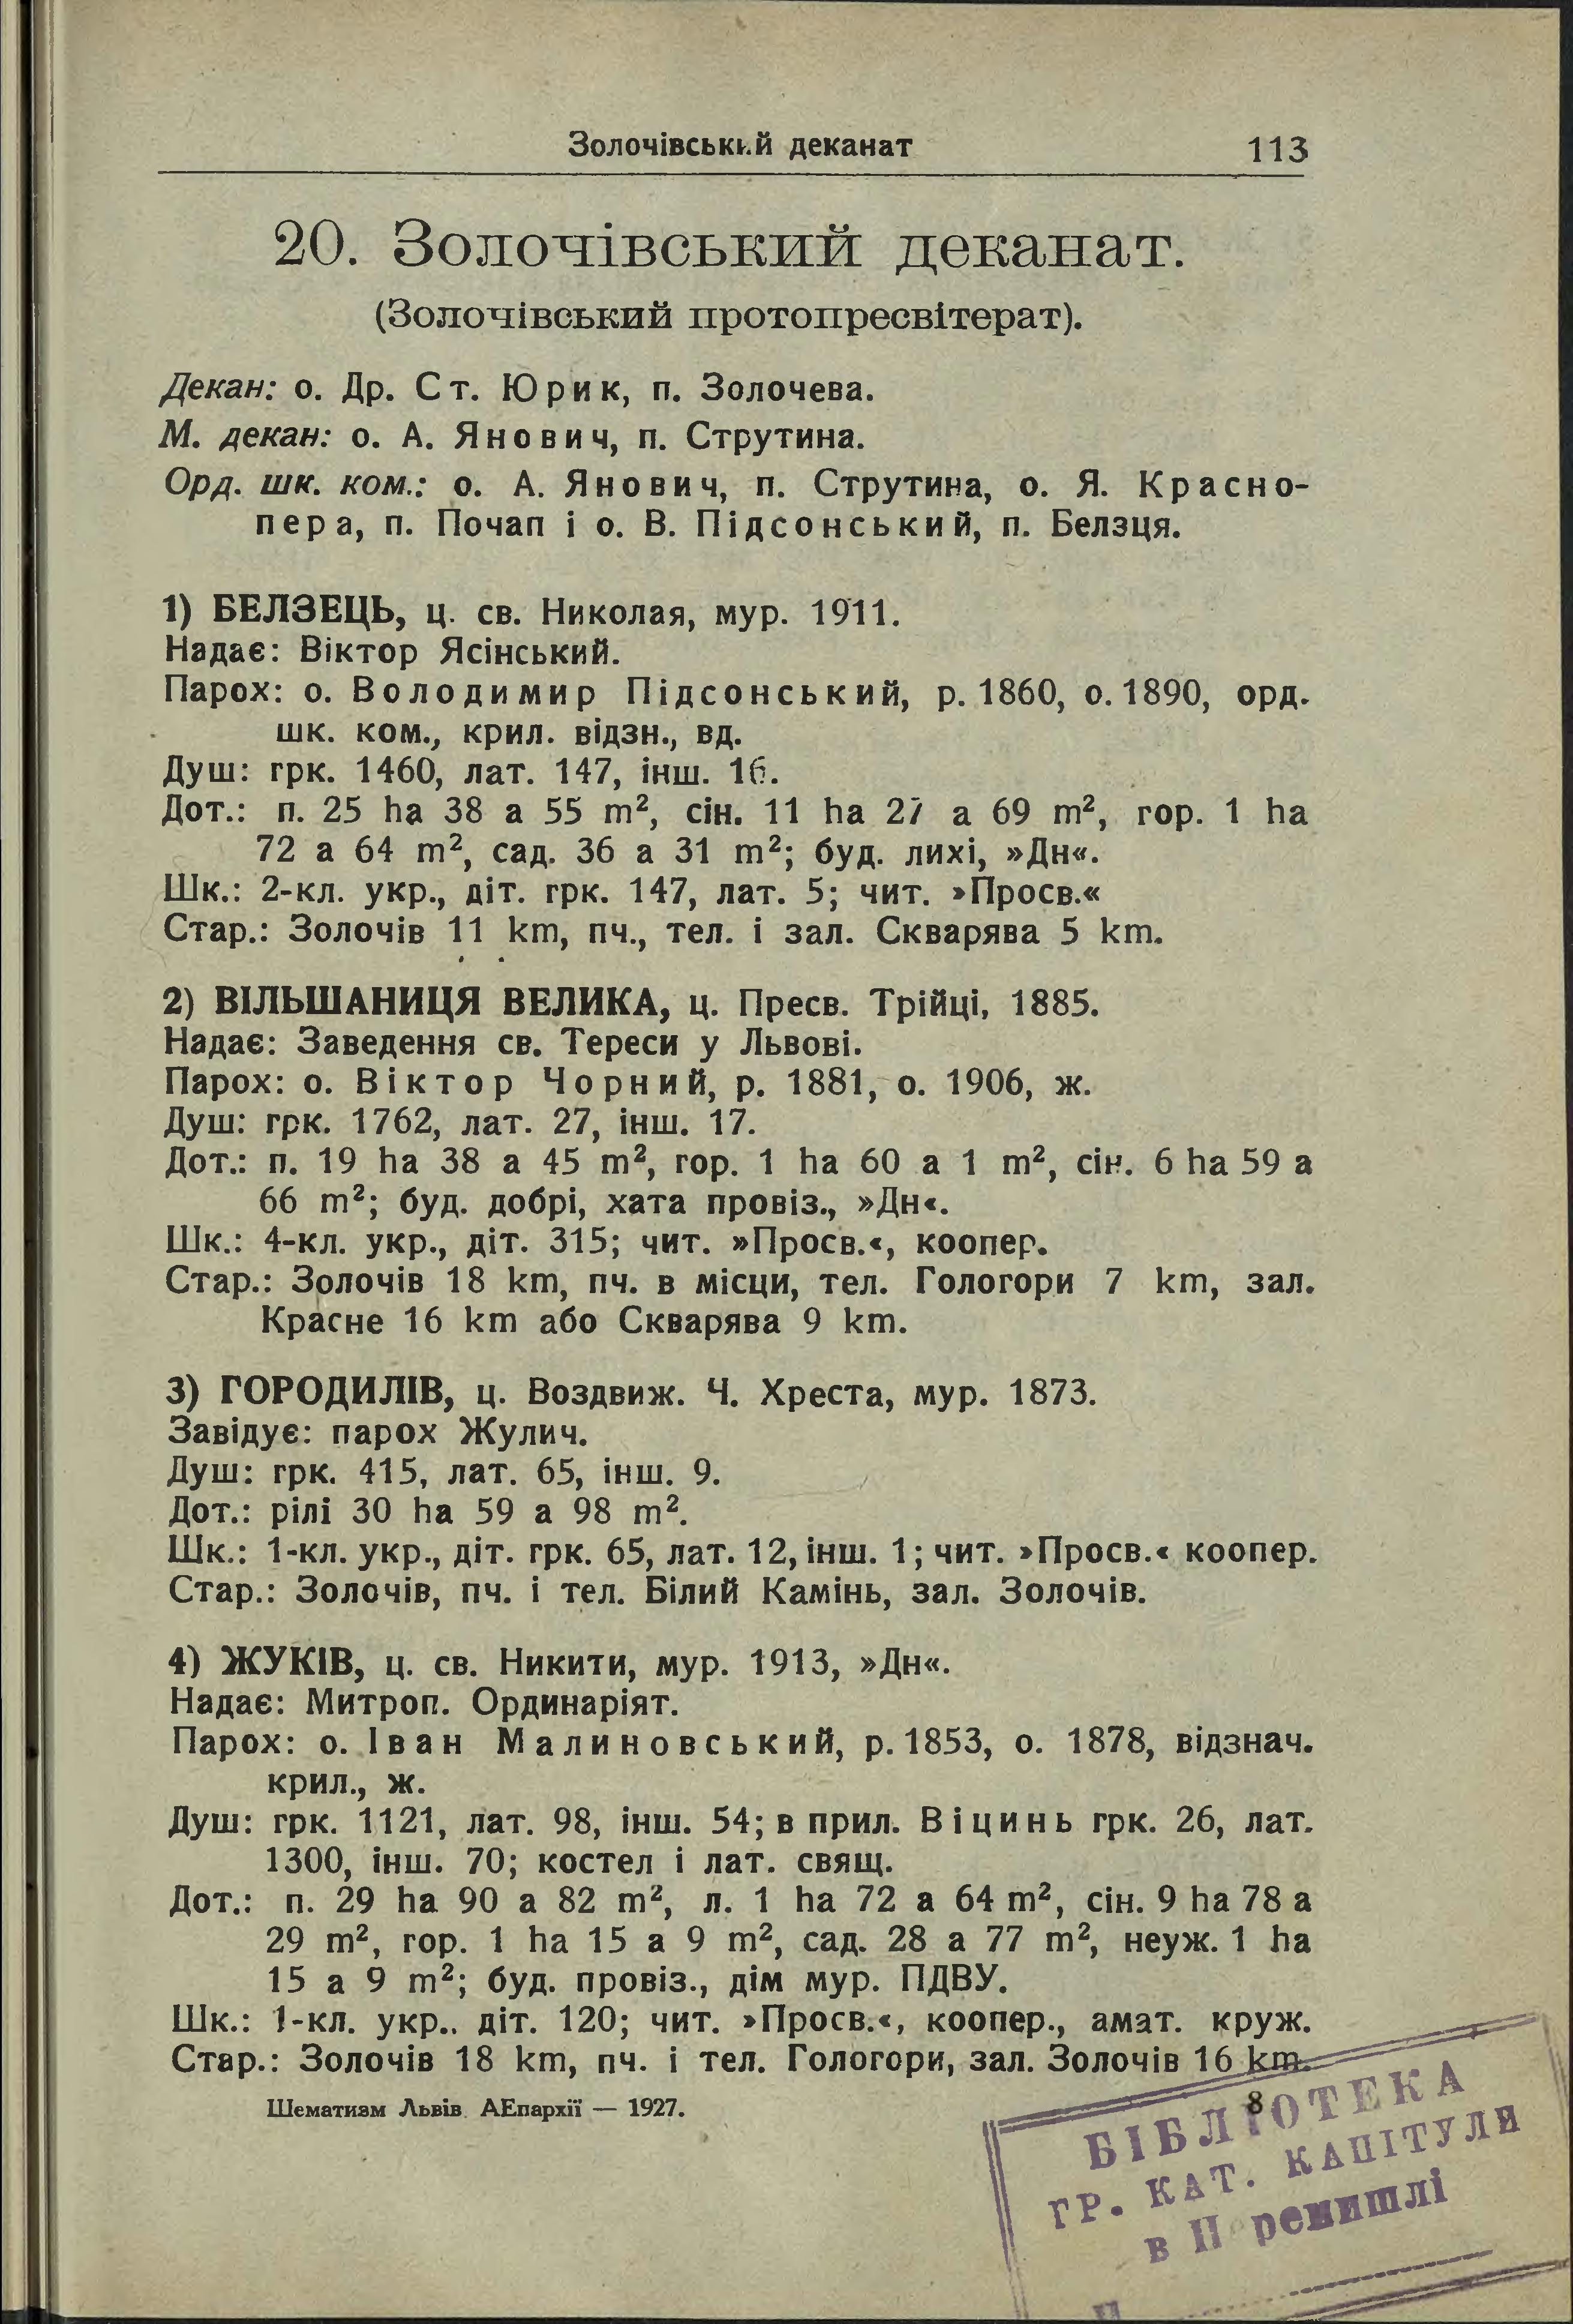 Золочівський деканат 113
20. Золочівський деканат.
(Золочівський протопресвітерат).
Декан: о. Др. Ст. Юрик, п. Золочева.
М. декан: о. А. Янович, п. Струтина.
Орд. шк. ком.: о. А. Янович, п. Струтина, о. Я. Красно-
пера, п. Почап і о. В. Підсонський, п. Белзця.
1) БЕЛЗЕЦЬ, ц. св. Николая, мур. 1911.
Надає: Віктор Ясінський.
Парох: о. Володимир Підсонський, р. 1860, о. 1890, орд.
шк. ком., крил. відзн., вд.
Душ: грк. 1460, лат. 147, інш. 16.
Дот.: п. 25 ha 38 a 55 m², сін. 11 ha 27 a 69 m², гор. 1 ha
72 a 64 m², сад. 36 a 31 m²; буд. лихі, »Дн«.
Шк.: 2-кл. укр., діт. грк. 147, лат. 5; чит. »Просв.«
Стар.: Золочів 11 km, пч., тел. і зал. Скварява 5 km.
2) ВІЛЬШАНИЦЯ ВЕЛИКА, ц. Пресв. Трійці, 1885.
Надає: Заведення св. Тереси у Львові.
Парох: о. Віктор Чорний, р. 1881, о. 1906, ж.
Душ: грк. 1762, лат. 27, інш. 17.
Дот.: п. 19 ha 38 a 45 m², гор. 1 ha 60 a 1 m², сін. 6 ha 59 a
66 m²; буд. добрі, хата провіз., »Дн«.
Шк.: 4-кл. укр., діт. 315; чит. »Просв.«, коопер.
Стар.: Золочів 18 km, пч. в місци, тел. Гологори 7 km, зал.
Красне 16 km або Скварява 9 km.
3) ГОРОДИЛІВ, ц. Воздвиж. Ч. Хреста, мур. 1873.
Завідує: парох Жулич.
Душ: грк. 415, лат. 65, інш. 9.
Дот.: рілі 30 ha 59 a 98 m².
Шк.: 1-кл. укр., діт. грк. 65, лат. 12, інш. 1; чит. »Просв.« коопер.
Стар.: Золочів, пч. і тел. Білий Камінь, зал. Золочів.
4) ЖУКІВ, ц. св. Никити, мур. 1913, »Дн«.
Надає: Митроп. Ординаріят.
Парох: о. Іван Малиновський, р. 1853, о. 1878, відзнач.
крил., ж.
Душ: грк. 1121, лат. 98, інш. 54; в прил. Віцинь грк. 26, лат.
1300, інш. 70; костел і лат. свящ.
Дот.: п. 29 ha 90 a 82 m², л. 1 ha 72 a 64 m², сін. 9 ha 78 a
29 m², гор. 1 ha 15 a 9 m², сад. 28 a 77 m², неуж. 1 ha
15 a 9 m²; буд. провіз., дім мур. ПДВУ.
Шк.: 1-кл. укр., діт. 120; чит. »Просв.«, коопер., амат. круж.
Стар.: Золочів 18 km, пч. і тел. Гологори, зал. Золочів 16 km.
Шематизм Львів. АЕпархії — 1927. 8
БІБЛІОТЕКА
ГР. КАТ. КАПІТУЛИ
в Перемишлі